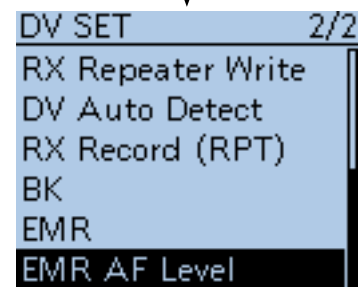 DV SET 2/2
RX Repeater Write
DV Auto Detect
RX Record (RPT)
BK
EMR
EMR AF Level